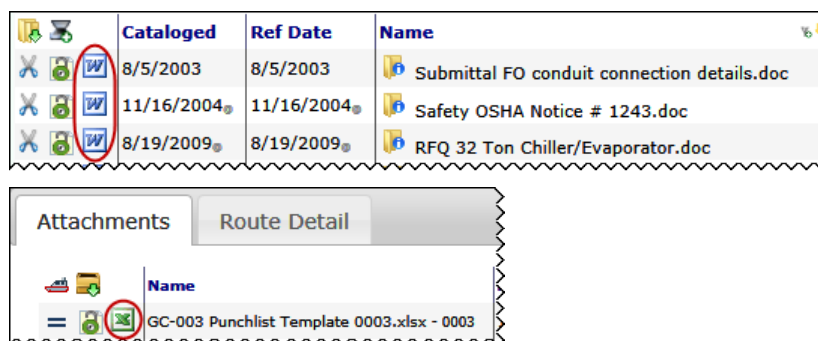 Cataloged Ref Date Name
8/5/2003 8/5/2003 Submittal FO conduit connection details.doc
11/16/2004 11/16/2004 Safety OSHA Notice # 1243.doc
8/19/2009 8/19/2009 RFQ 32 Ton Chiller/Evaporator.doc
Attachments Route Detail
Name
GC-003 Punchlist Template 0003.xlsx - 0003